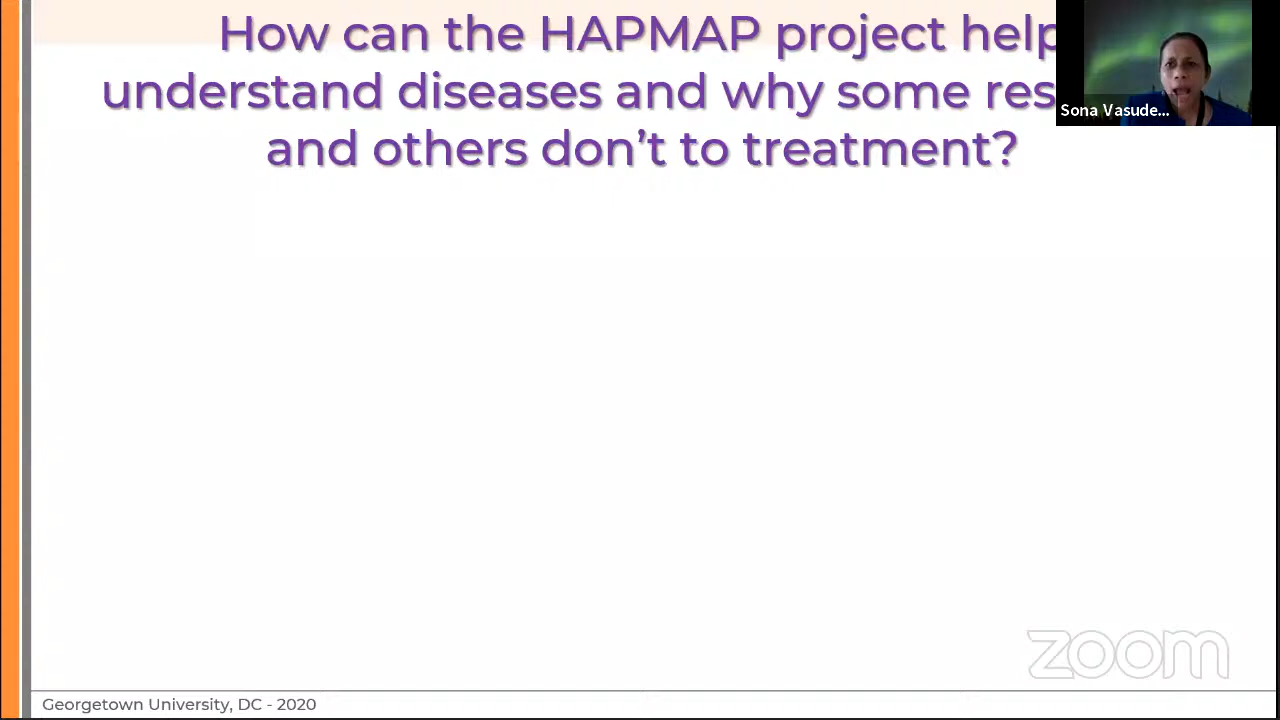 How can the HAPMAP project help
understand diseases and why some res
and others don't to treatment?
Sona Vasude...
zoom
Georgetown University, DC - 2020